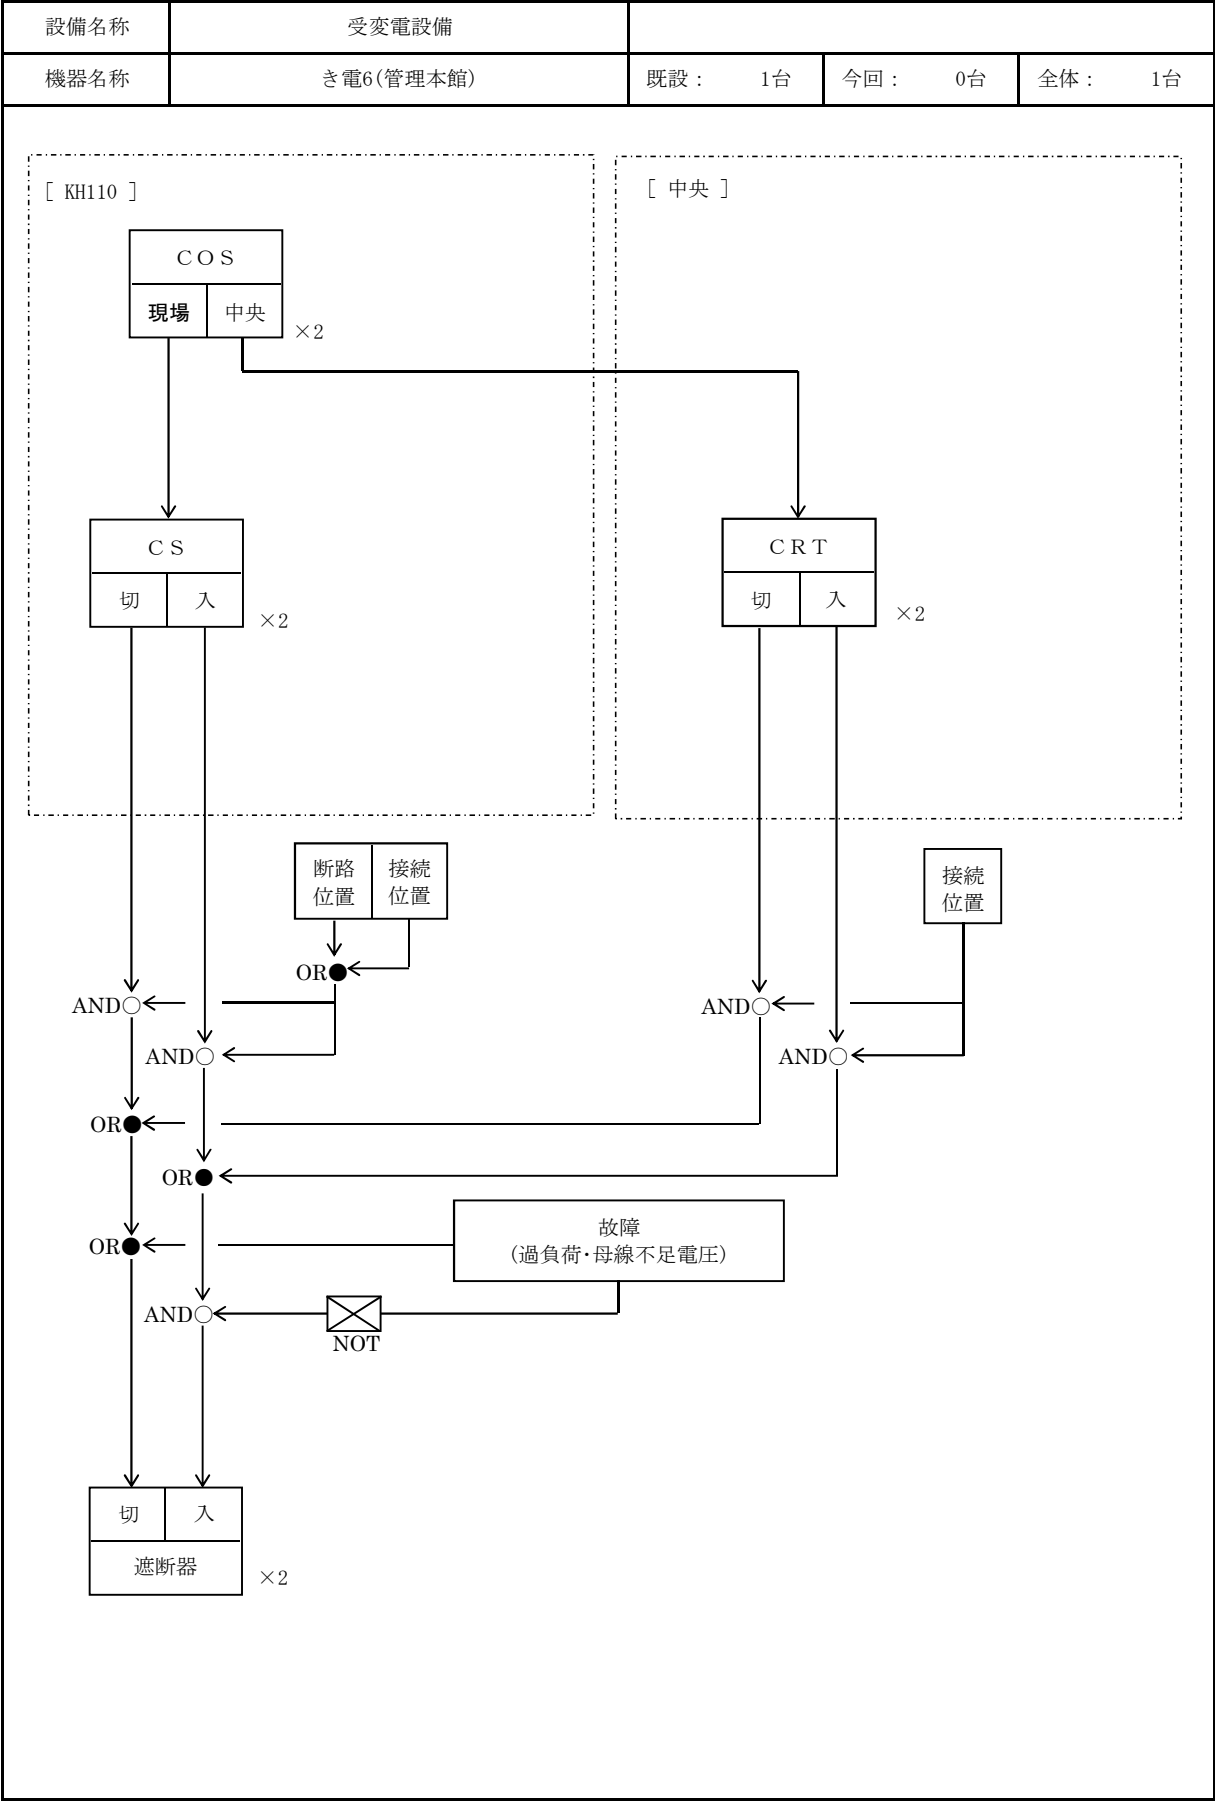 設備名称 受変電設備
機器名称 き電6(管理本館) 既設： 1台 今回： 0台 全体： 1台
[ KH110 ]
[ 中央 ]
ＣＯＳ
現場 中央
×2
ＣＳ
切 入
×2
ＣＲＴ
切 入
×2
断路
位置
接続
位置
接続
位置
OR
AND
AND
AND
AND
OR
OR
故障
(過負荷・母線不足電圧)
OR
AND
NOT
切 入
遮断器
×2